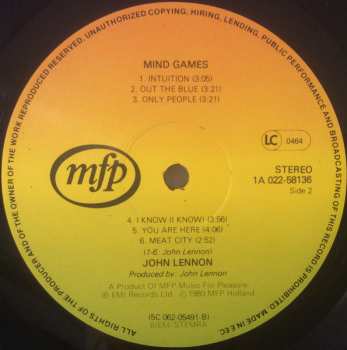 ALL RIGHTS OF THE PRODUCER AND OF THE OWNER OF THE WORK REPRODUCED RESERVED. UNAUTHORIZED COPYING, HIRING, LENDING, PUBLIC PERFORMANCE AND BROADCASTING OF THIS RECORD IS PROHIBITED. MADE IN EEC
MIND GAMES
1. INTUITION (3:05)
2. OUT THE BLUE (3:21)
3. ONLY PEOPLE (3:21)
mfp
LC 0464
STEREO
1A 022-58136
Side 2
4. I KNOW (I KNOW) (3:56)
5. YOU ARE HERE (4:06)
6. MEAT CITY (2:52)
(1-6: John Lennon)
JOHN LENNON
Produced by: John Lennon
A Product Of MFP Music For Pleasure
℗ EMI Records Ltd. © 1980 MFP Holland
(5C 062-05491-B)
BIEM-STEMRA